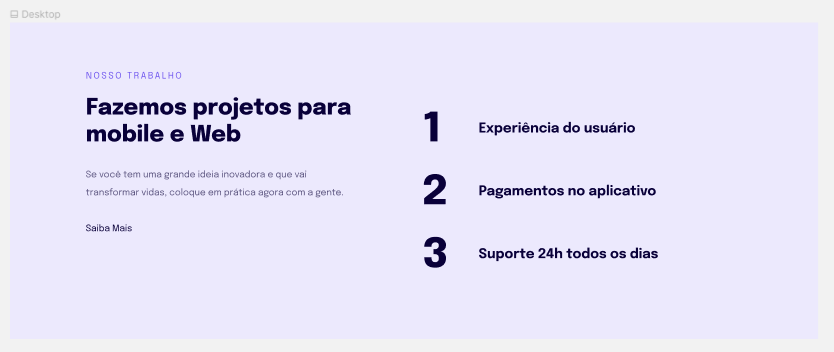 Desktop
NOSSO TRABALHO
Fazemos projetos para
mobile e Web
Se você tem uma grande ideia inovadora e que vai
transformar vidas, coloque em prática agora com a gente.
Saiba Mais
1 Experiência do usuário
2 Pagamentos no aplicativo
3 Suporte 24h todos os dias